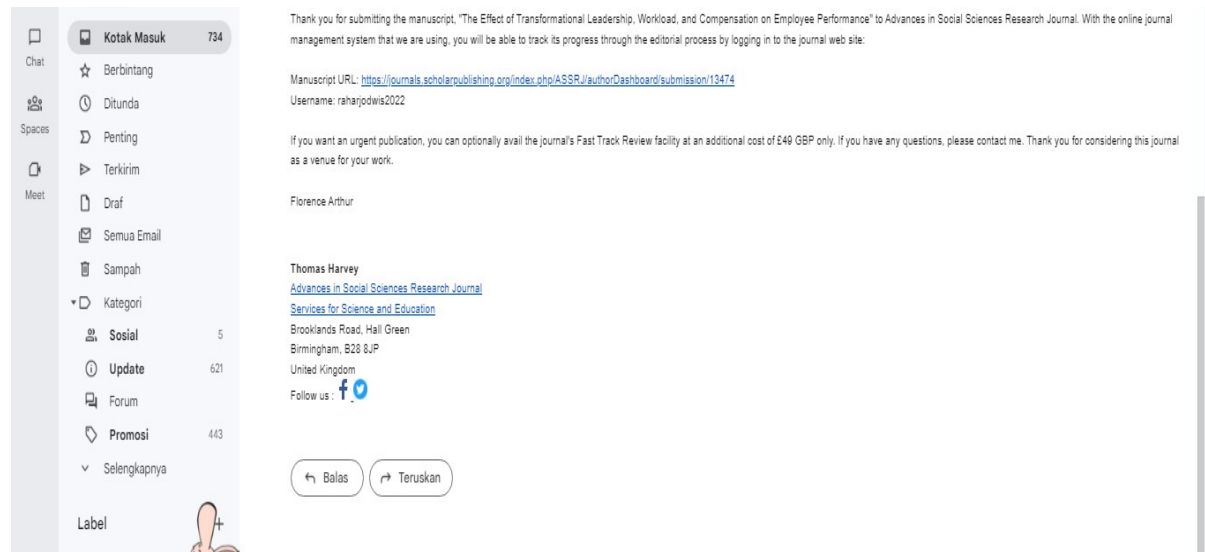 Chat
Spaces
Meet
Kotak Masuk 734
Berbintang
Ditunda
Penting
Terkirim
Draf
Semua Email
Sampah
Kategori
Sosial 5
Update 621
Forum
Promosi 443
Selengkapnya
Label
Thank you for submitting the manuscript, "The Effect of Transformational Leadership, Workload, and Compensation on Employee Performance" to Advances in Social Sciences Research Journal. With the online journal
management system that we are using, you will be able to track its progress through the editorial process by logging in to the journal web site:
Manuscript URL: https://journals.scholarpublishing.org/index.php/ASSRJ/authorDashboard/submission/13474
Username: raharjodwis2022
If you want an urgent publication, you can optionally avail the journal's Fast Track Review facility at an additional cost of £49 GBP only. If you have any questions, please contact me. Thank you for considering this journal
as a venue for your work.
Florence Arthur
Thomas Harvey
Advances in Social Sciences Research Journal
Services for Science and Education
Brooklands Road, Hall Green
Birmingham, B28 8JP
United Kingdom
Follow us :
Balas
Teruskan